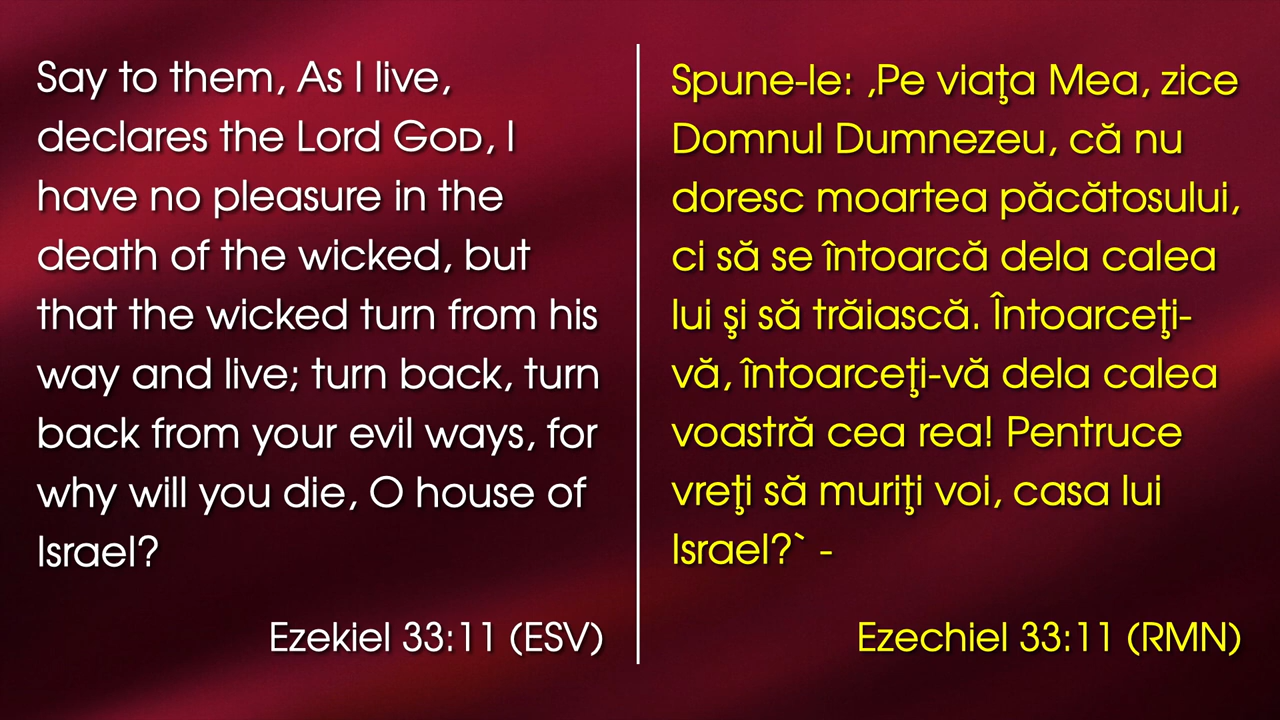 Say to them, As I live,
declares the Lord GOD, I
have no pleasure in the
death of the wicked, but
that the wicked turn from his
way and live; turn back, turn
back from your evil ways, for
why will you die, O house of
Israel?
Ezekiel 33:11 (ESV)
Spune-le: ,Pe viaţa Mea, zice
Domnul Dumnezeu, că nu
doresc moartea păcătosului,
ci să se întoarcă dela calea
lui şi să trăiască. Întoarceţi-
vă, întoarceţi-vă dela calea
voastră cea rea! Pentruce
vreţi să muriţi voi, casa lui
Israel?` -
Ezechiel 33:11 (RMN)